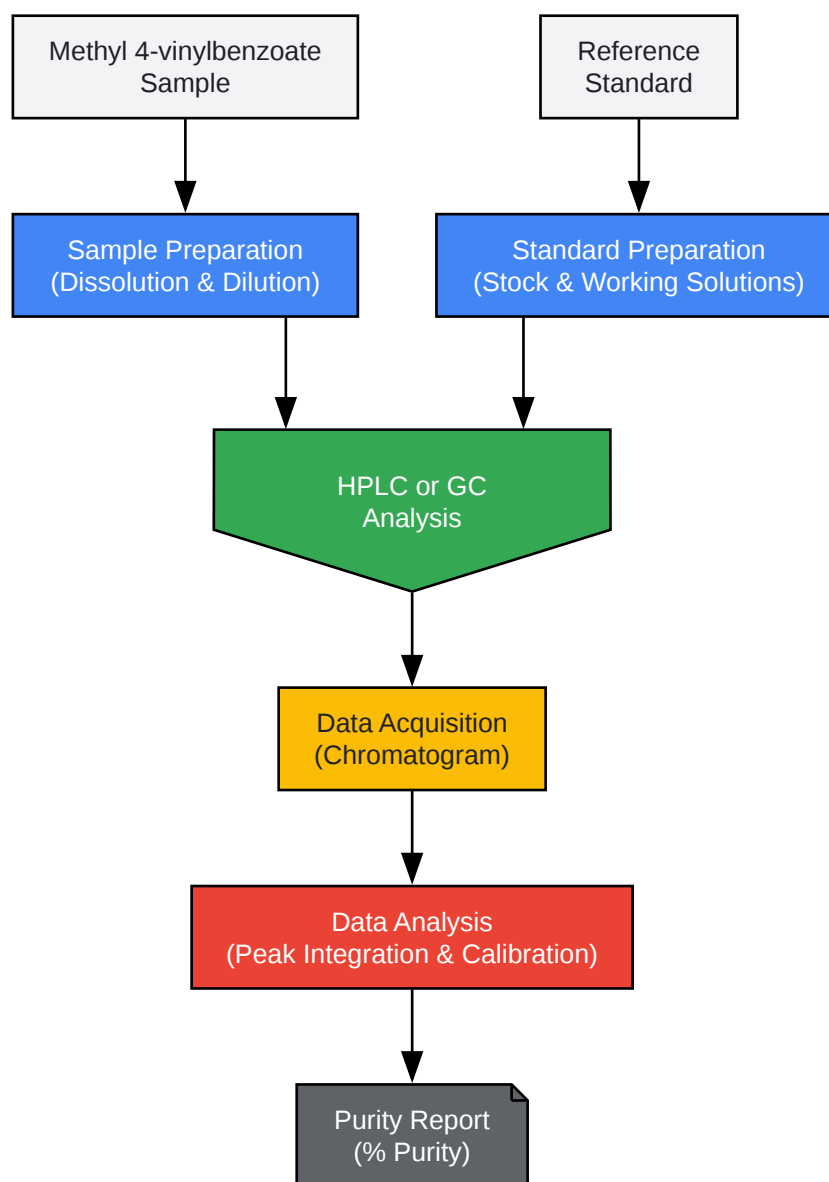 Methyl 4-vinylbenzoate
Sample
Reference
Standard
Sample Preparation
(Dissolution & Dilution)
Standard Preparation
(Stock & Working Solutions)
HPLC or GC
Analysis
Data Acquisition
(Chromatogram)
Data Analysis
(Peak Integration & Calibration)
Purity Report
(% Purity)